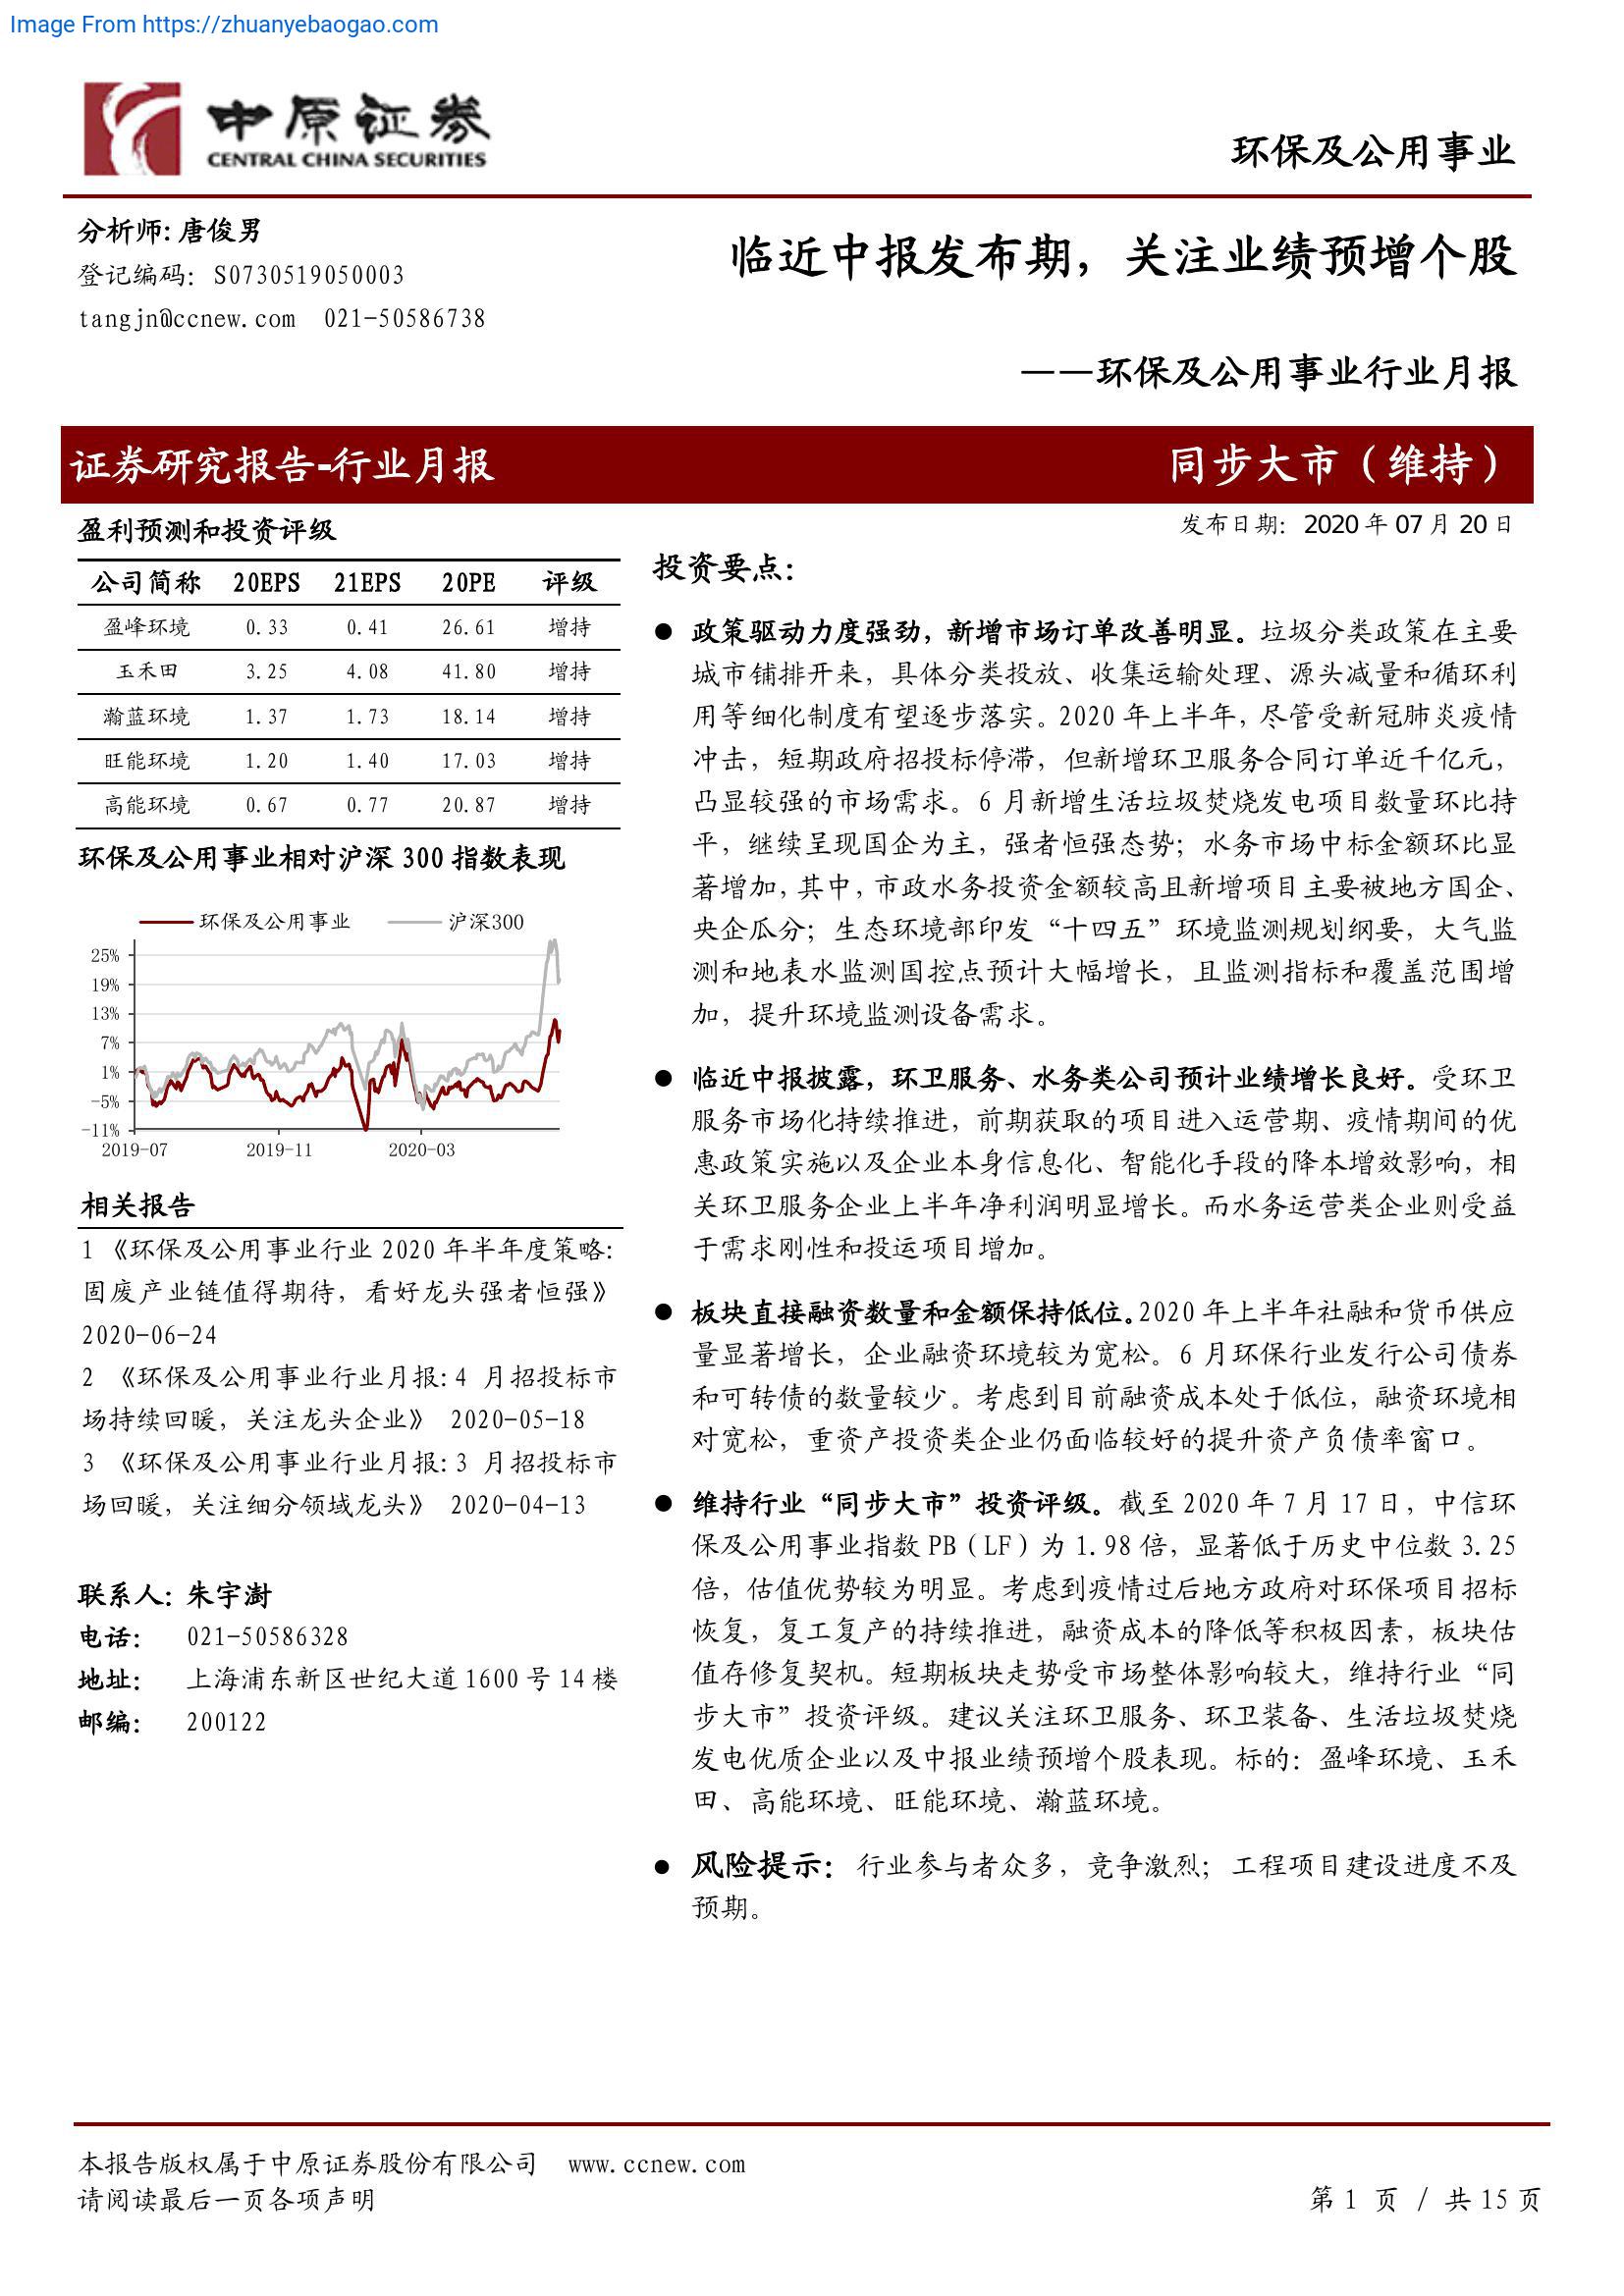 Image From https://zhuanyebaogao.com
中原证券
CENTRAL CHINA SECURITIES
环保及公用事业
分析师:唐俊男
登记编码：S0730519050003
tangjn@ccnew.com 021-50586738
临近中报发布期，关注业绩预增个股
——环保及公用事业行业月报
证券研究报告-行业月报
同步大市（维持）
盈利预测和投资评级
公司简称 20EPS 21EPS 20PE 评级
盈峰环境 0.33 0.41 26.61 增持
玉禾田 3.25 4.08 41.80 增持
瀚蓝环境 1.37 1.73 18.14 增持
旺能环境 1.20 1.40 17.03 增持
高能环境 0.67 0.77 20.87 增持
环保及公用事业相对沪深 300 指数表现
环保及公用事业 沪深300
25%
19%
13%
7%
1%
-5%
-11%
2019-07 2019-11 2020-03
相关报告
1 《环保及公用事业行业 2020 年半年度策略：
固废产业链值得期待，看好龙头强者恒强》
2020-06-24
2 《环保及公用事业行业月报:4 月招投标市
场持续回暖，关注龙头企业》 2020-05-18
3 《环保及公用事业行业月报:3 月招投标市
场回暖，关注细分领域龙头》 2020-04-13
联系人：朱宇澍
电话： 021-50586328
地址： 上海浦东新区世纪大道 1600 号 14 楼
邮编： 200122
发布日期：2020 年 07 月 20 日
投资要点：
● 政策驱动力度强劲，新增市场订单改善明显。垃圾分类政策在主要
城市铺排开来，具体分类投放、收集运输处理、源头减量和循环利
用等细化制度有望逐步落实。2020 年上半年，尽管受新冠肺炎疫情
冲击，短期政府招投标停滞，但新增环卫服务合同订单近千亿元，
凸显较强的市场需求。6 月新增生活垃圾焚烧发电项目数量环比持
平，继续呈现国企为主，强者恒强态势；水务市场中标金额环比显
著增加，其中，市政水务投资金额较高且新增项目主要被地方国企、
央企瓜分；生态环境部印发“十四五”环境监测规划纲要，大气监
测和地表水监测国控点预计大幅增长，且监测指标和覆盖范围增
加，提升环境监测设备需求。
● 临近中报披露，环卫服务、水务类公司预计业绩增长良好。受环卫
服务市场化持续推进，前期获取的项目进入运营期、疫情期间的优
惠政策实施以及企业本身信息化、智能化手段的降本增效影响，相
关环卫服务企业上半年净利润明显增长。而水务运营类企业则受益
于需求刚性和投运项目增加。
● 板块直接融资数量和金额保持低位。2020 年上半年社融和货币供应
量显著增长，企业融资环境较为宽松。6 月环保行业发行公司债券
和可转债的数量较少。考虑到目前融资成本处于低位，融资环境相
对宽松，重资产投资类企业仍面临较好的提升资产负债率窗口。
● 维持行业“同步大市”投资评级。截至 2020 年 7 月 17 日，中信环
保及公用事业指数 PB（LF）为 1.98 倍，显著低于历史中位数 3.25
倍，估值优势较为明显。考虑到疫情过后地方政府对环保项目招标
恢复，复工复产的持续推进，融资成本的降低等积极因素，板块估
值存修复契机。短期板块走势受市场整体影响较大，维持行业“同
步大市”投资评级。建议关注环卫服务、环卫装备、生活垃圾焚烧
发电优质企业以及中报业绩预增个股表现。标的：盈峰环境、玉禾
田、高能环境、旺能环境、瀚蓝环境。
● 风险提示：行业参与者众多，竞争激烈；工程项目建设进度不及
预期。
本报告版权属于中原证券股份有限公司 www.ccnew.com
请阅读最后一页各项声明
第 1 页 / 共 15 页